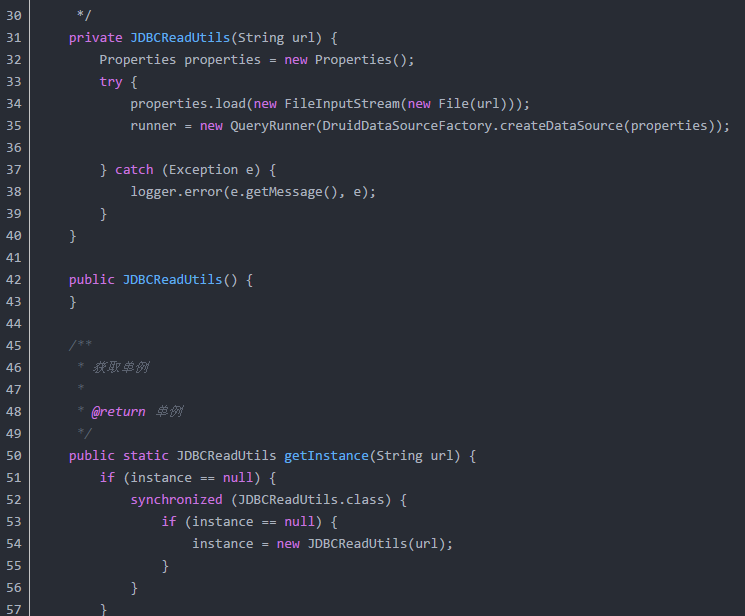 30 */
31 private JDBCReadUtils(String url) {
32 Properties properties = new Properties();
33 try {
34 properties.load(new FileInputStream(new File(url)));
35 runner = new QueryRunner(DruidDataSourceFactory.createDataSource(properties));
36
37 } catch (Exception e) {
38 logger.error(e.getMessage(), e);
39 }
40 }
41
42 public JDBCReadUtils() {
43 }
44
45 /**
46 * 获取单例
47 *
48 * @return 单例
49 */
50 public static JDBCReadUtils getInstance(String url) {
51 if (instance == null) {
52 synchronized (JDBCReadUtils.class) {
53 if (instance == null) {
54 instance = new JDBCReadUtils(url);
55 }
56 }
57 }